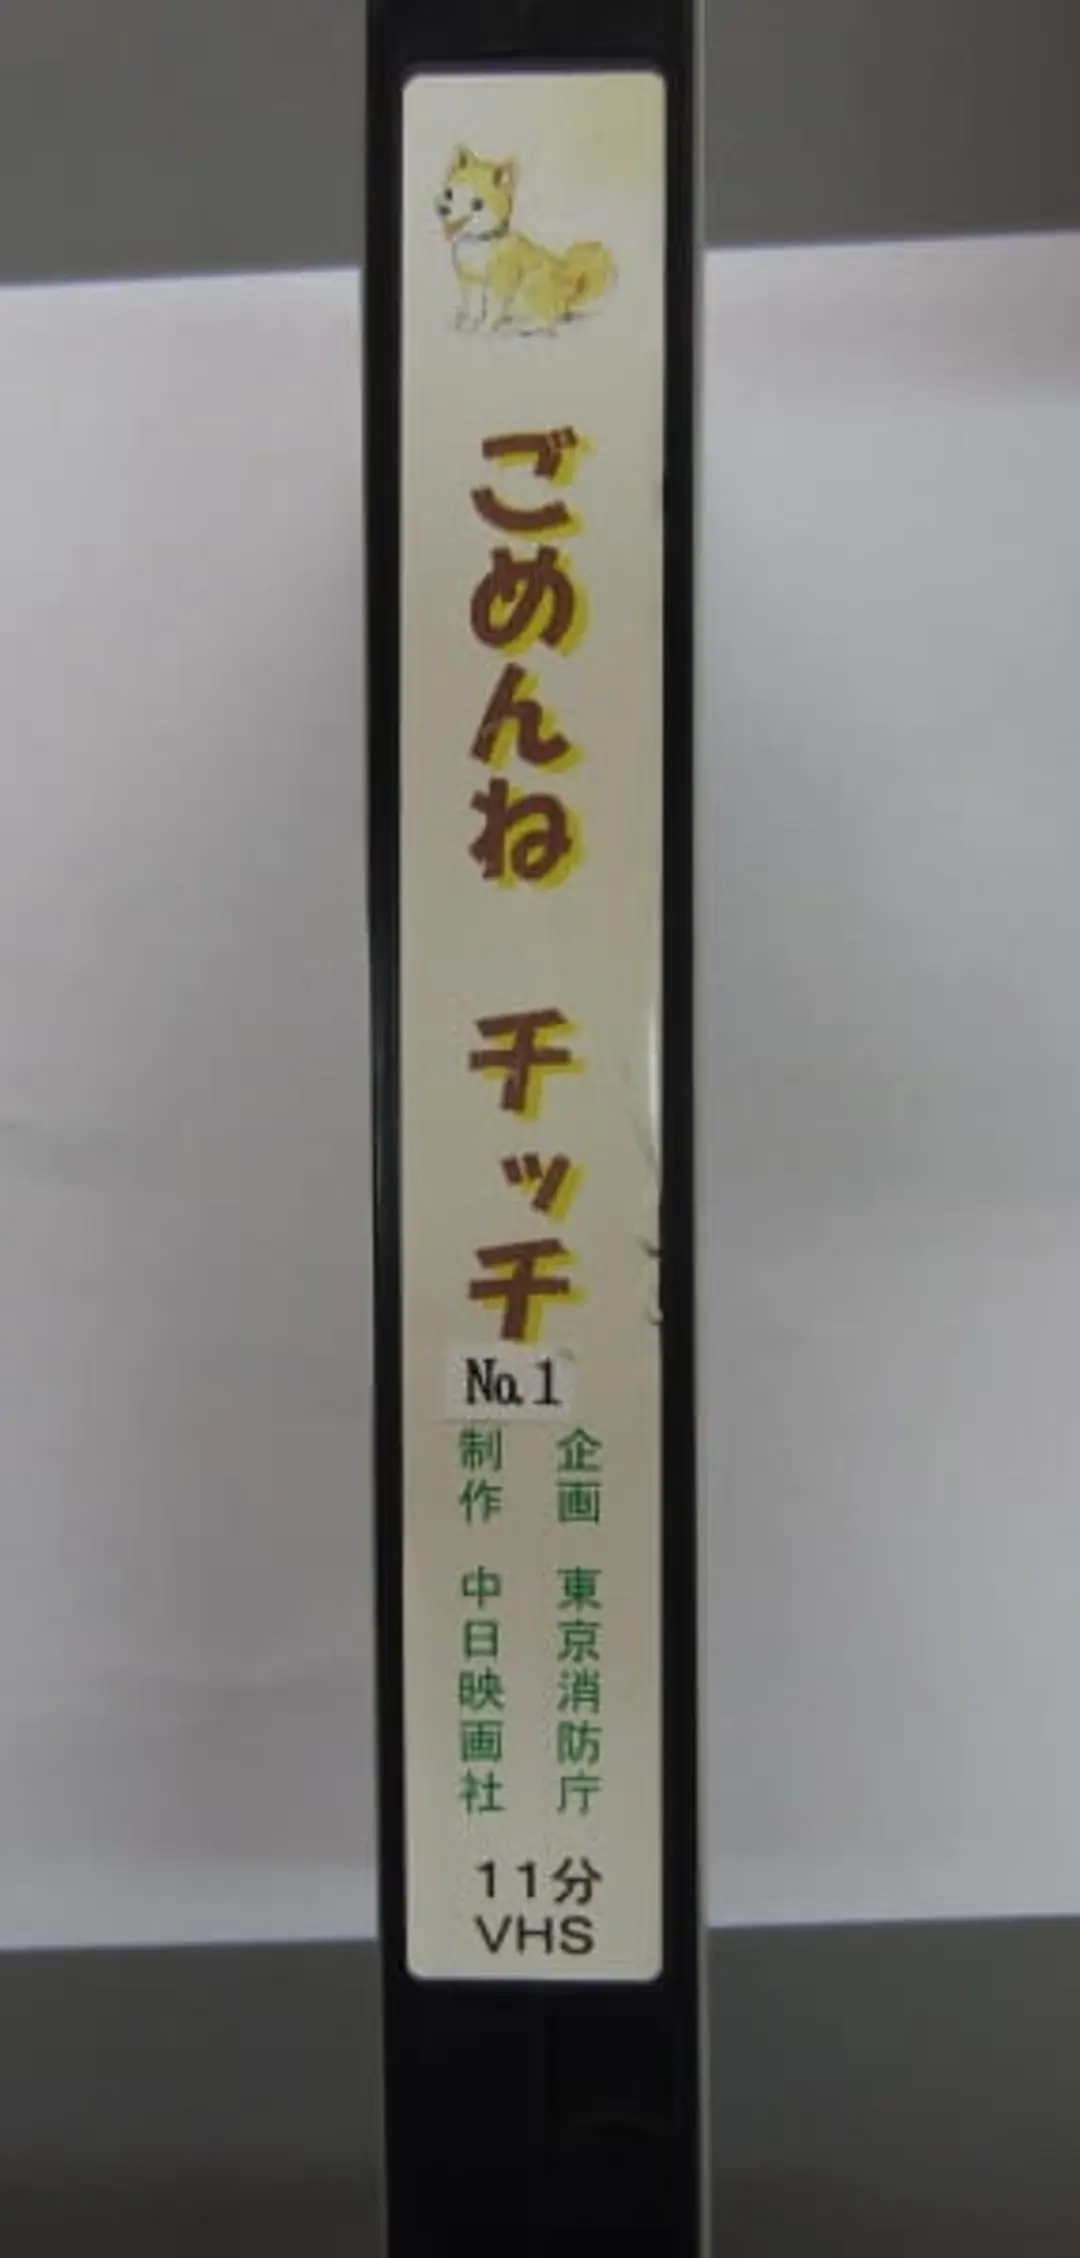 ごめんね チッチ
No.1
企画 東京消防庁
制作 中日映画社
11分
VHS